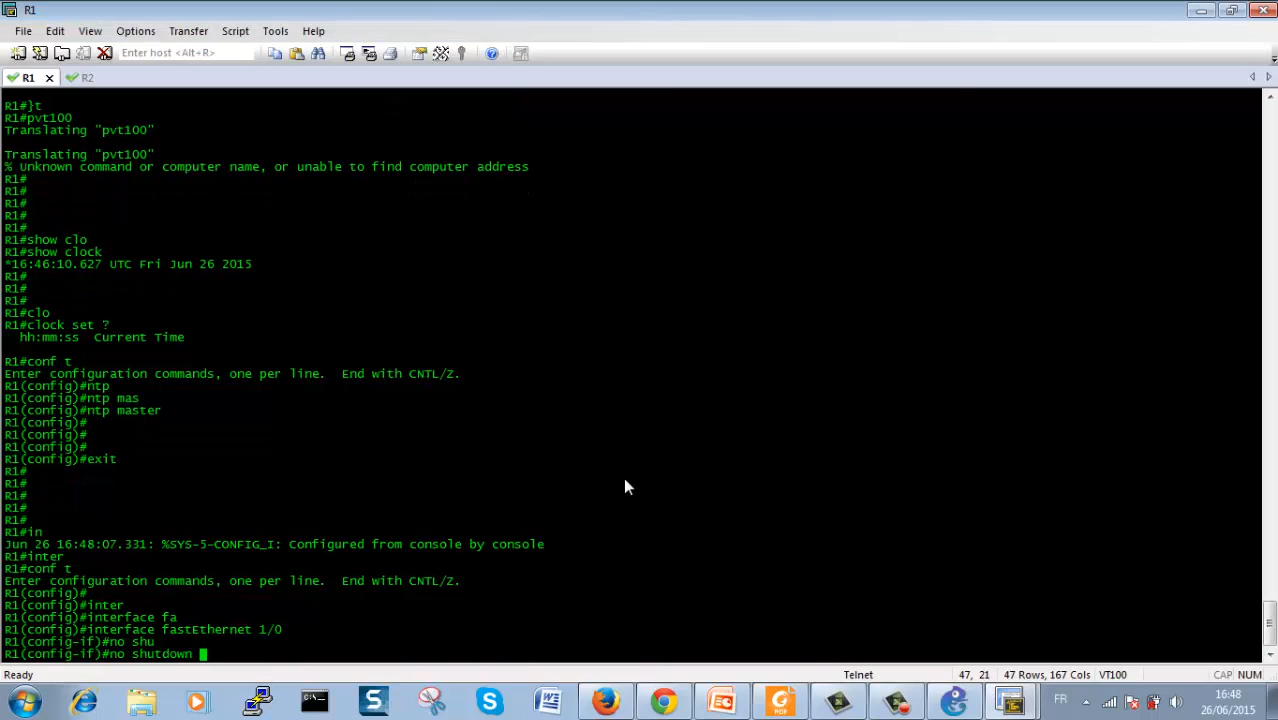 R1
File Edit View Options Transfer Script Tools Help
Enter host <Alt+R>
R1 R2
R1#}t
R1#pvt100
Translating "pvt100"
Translating "pvt100"
% Unknown command or computer name, or unable to find computer address
R1#
R1#
R1#
R1#
R1#
R1#show clo
R1#show clock
*16:46:10.627 UTC Fri Jun 26 2015
R1#
R1#
R1#
R1#clo
R1#clock set ?
hh:mm:ss Current Time
R1#conf t
Enter configuration commands, one per line. End with CNTL/Z.
R1(config)#ntp
R1(config)#ntp mas
R1(config)#ntp master
R1(config)#
R1(config)#
R1(config)#
R1(config)#exit
R1#
R1#
R1#
R1#
R1#
R1#in
Jun 26 16:48:07.331: %SYS-5-CONFIG_I: Configured from console by console
R1#inter
R1#conf t
Enter configuration commands, one per line. End with CNTL/Z.
R1(config)#
R1(config)#inter
R1(config)#interface fa
R1(config)#interface fastEthernet 1/0
R1(config-if)#no shu
R1(config-if)#no shutdown
Ready Telnet 47, 21 47 Rows, 167 Cols VT100 CAP NUM
FR 16:48
26/06/2015